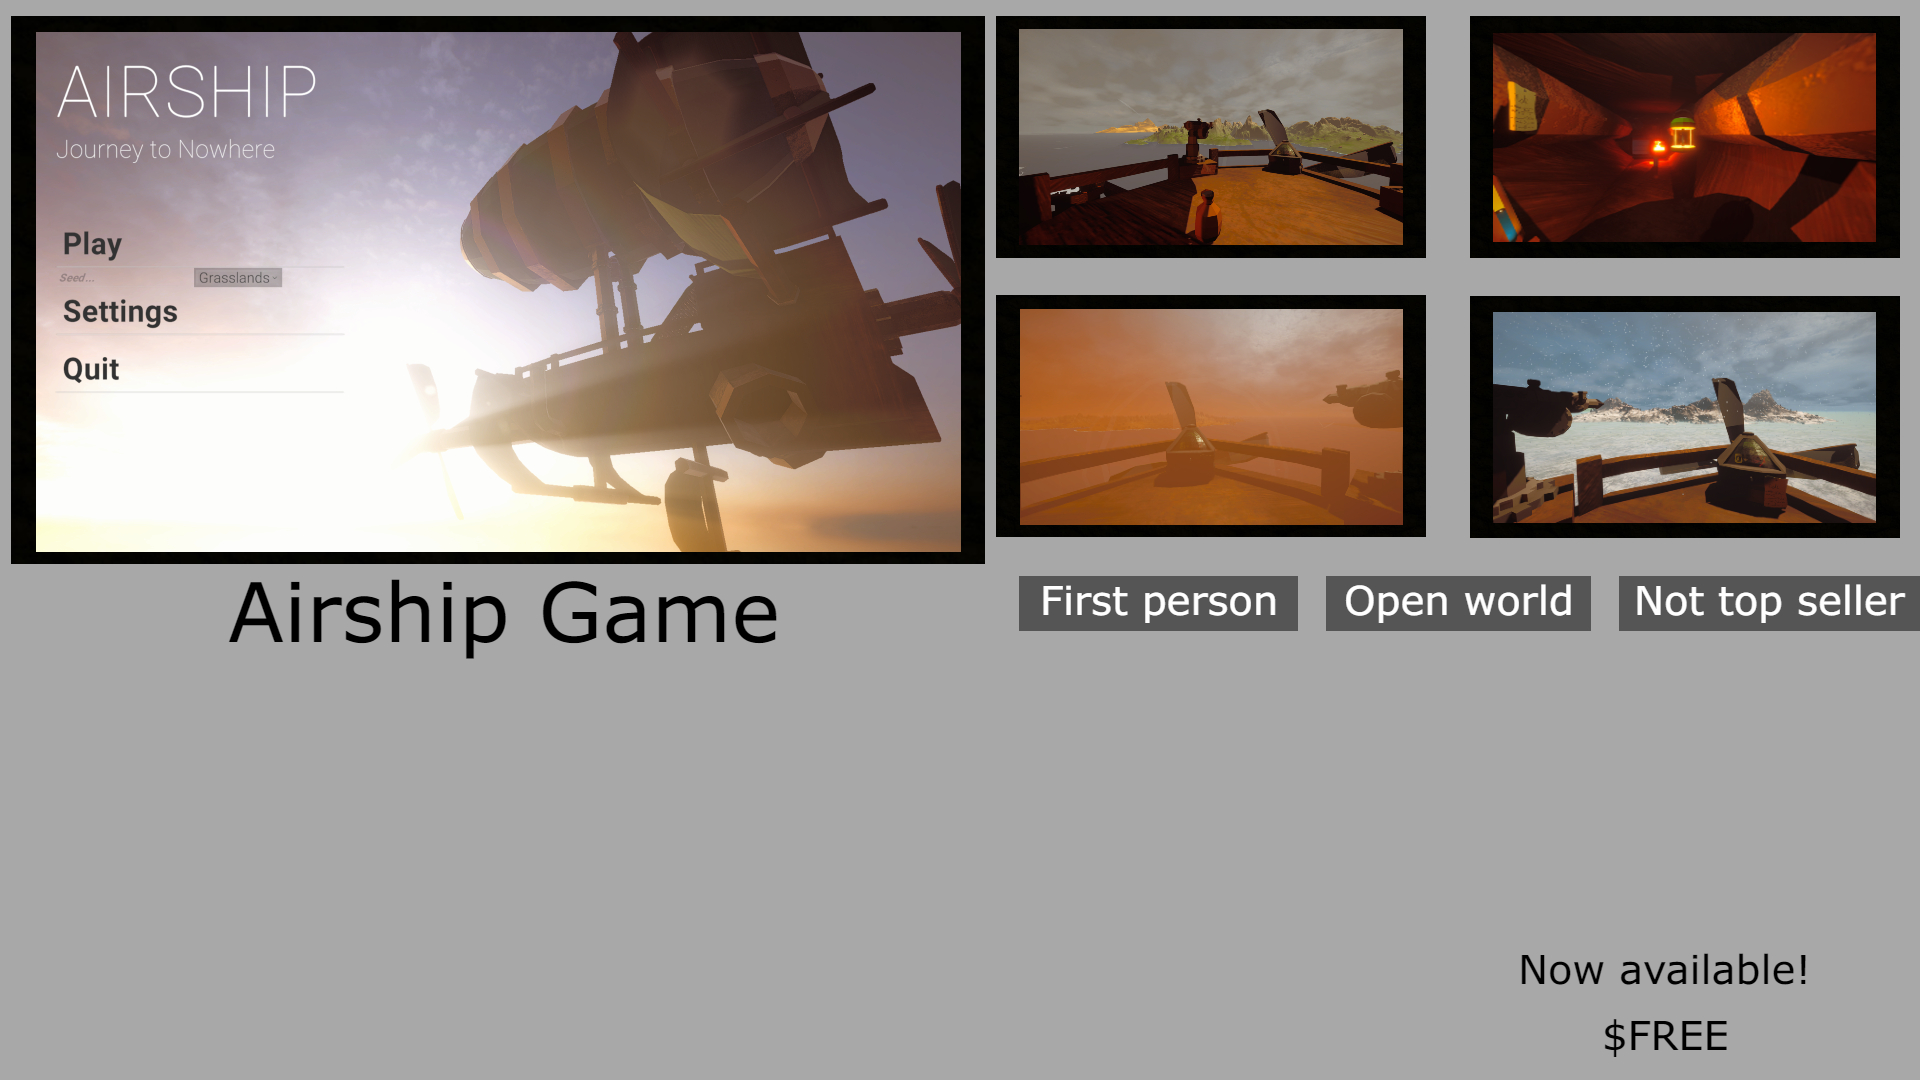 AIRSHIP
Journey to Nowhere
Play
Seed...
Grasslands
Settings
Quit
Airship Game
First person
Open world
Not top seller
Now available!
$FREE